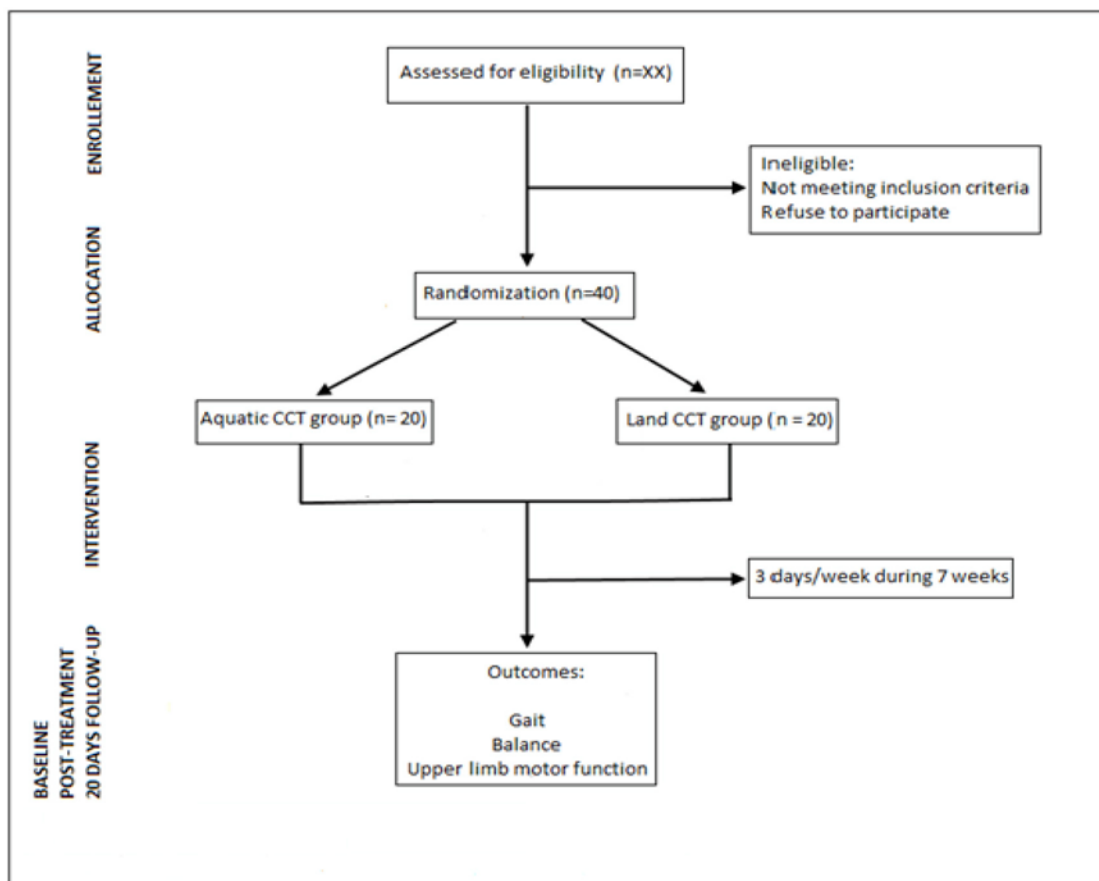 ENROLLEMENT
Assessed for eligibility (n=XX)
Ineligible:
Not meeting inclusion criteria
Refuse to participate
ALLOCATION
Randomization (n=40)
Aquatic CCT group (n= 20)
Land CCT group ( n = 20)
INTERVENTION
3 days/week during 7 weeks
BASELINE
POST-TREATMENT
20 DAYS FOLLOW-UP
Outcomes:
Gait
Balance
Upper limb motor function